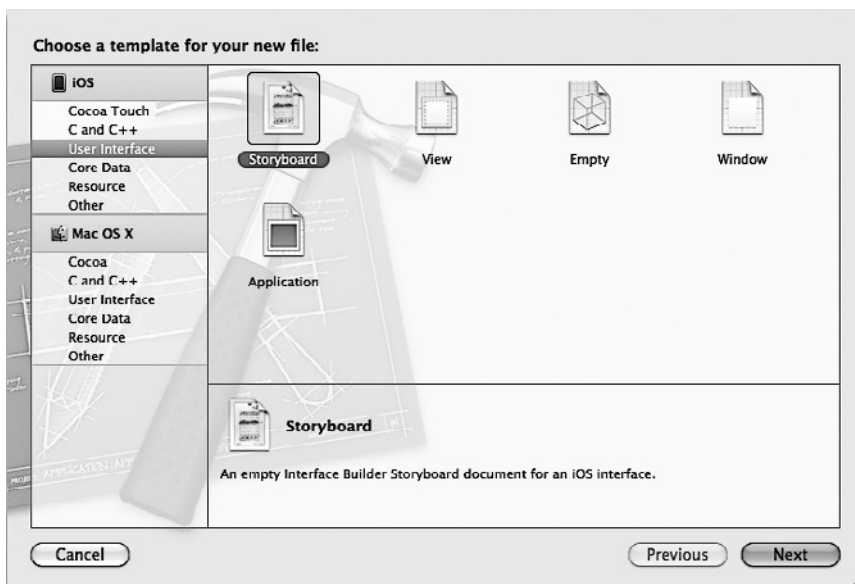 Choose a template for your new file:
iOS
Cocoa Touch
C and C++
User Interface
Core Data
Resource
Other
Mac OS X
Cocoa
C and C++
User Interface
Core Data
Resource
Other
Storyboard
View
Empty
Window
Application
Storyboard
An empty Interface Builder Storyboard document for an iOS interface.
Cancel
Previous
Next